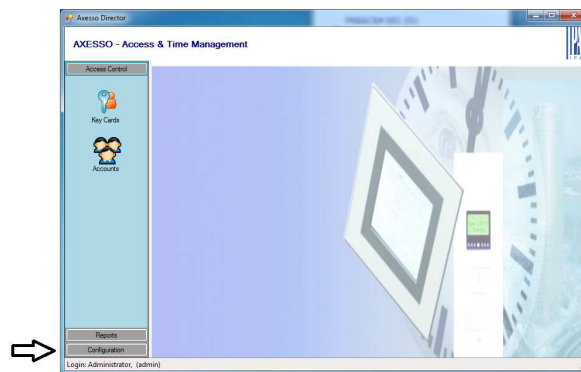 Axesso Director
AXESSO - Access & Time Management
Access Control
Key Cards
Accounts
Reports
Configuration
Login: Administrator, (admin)